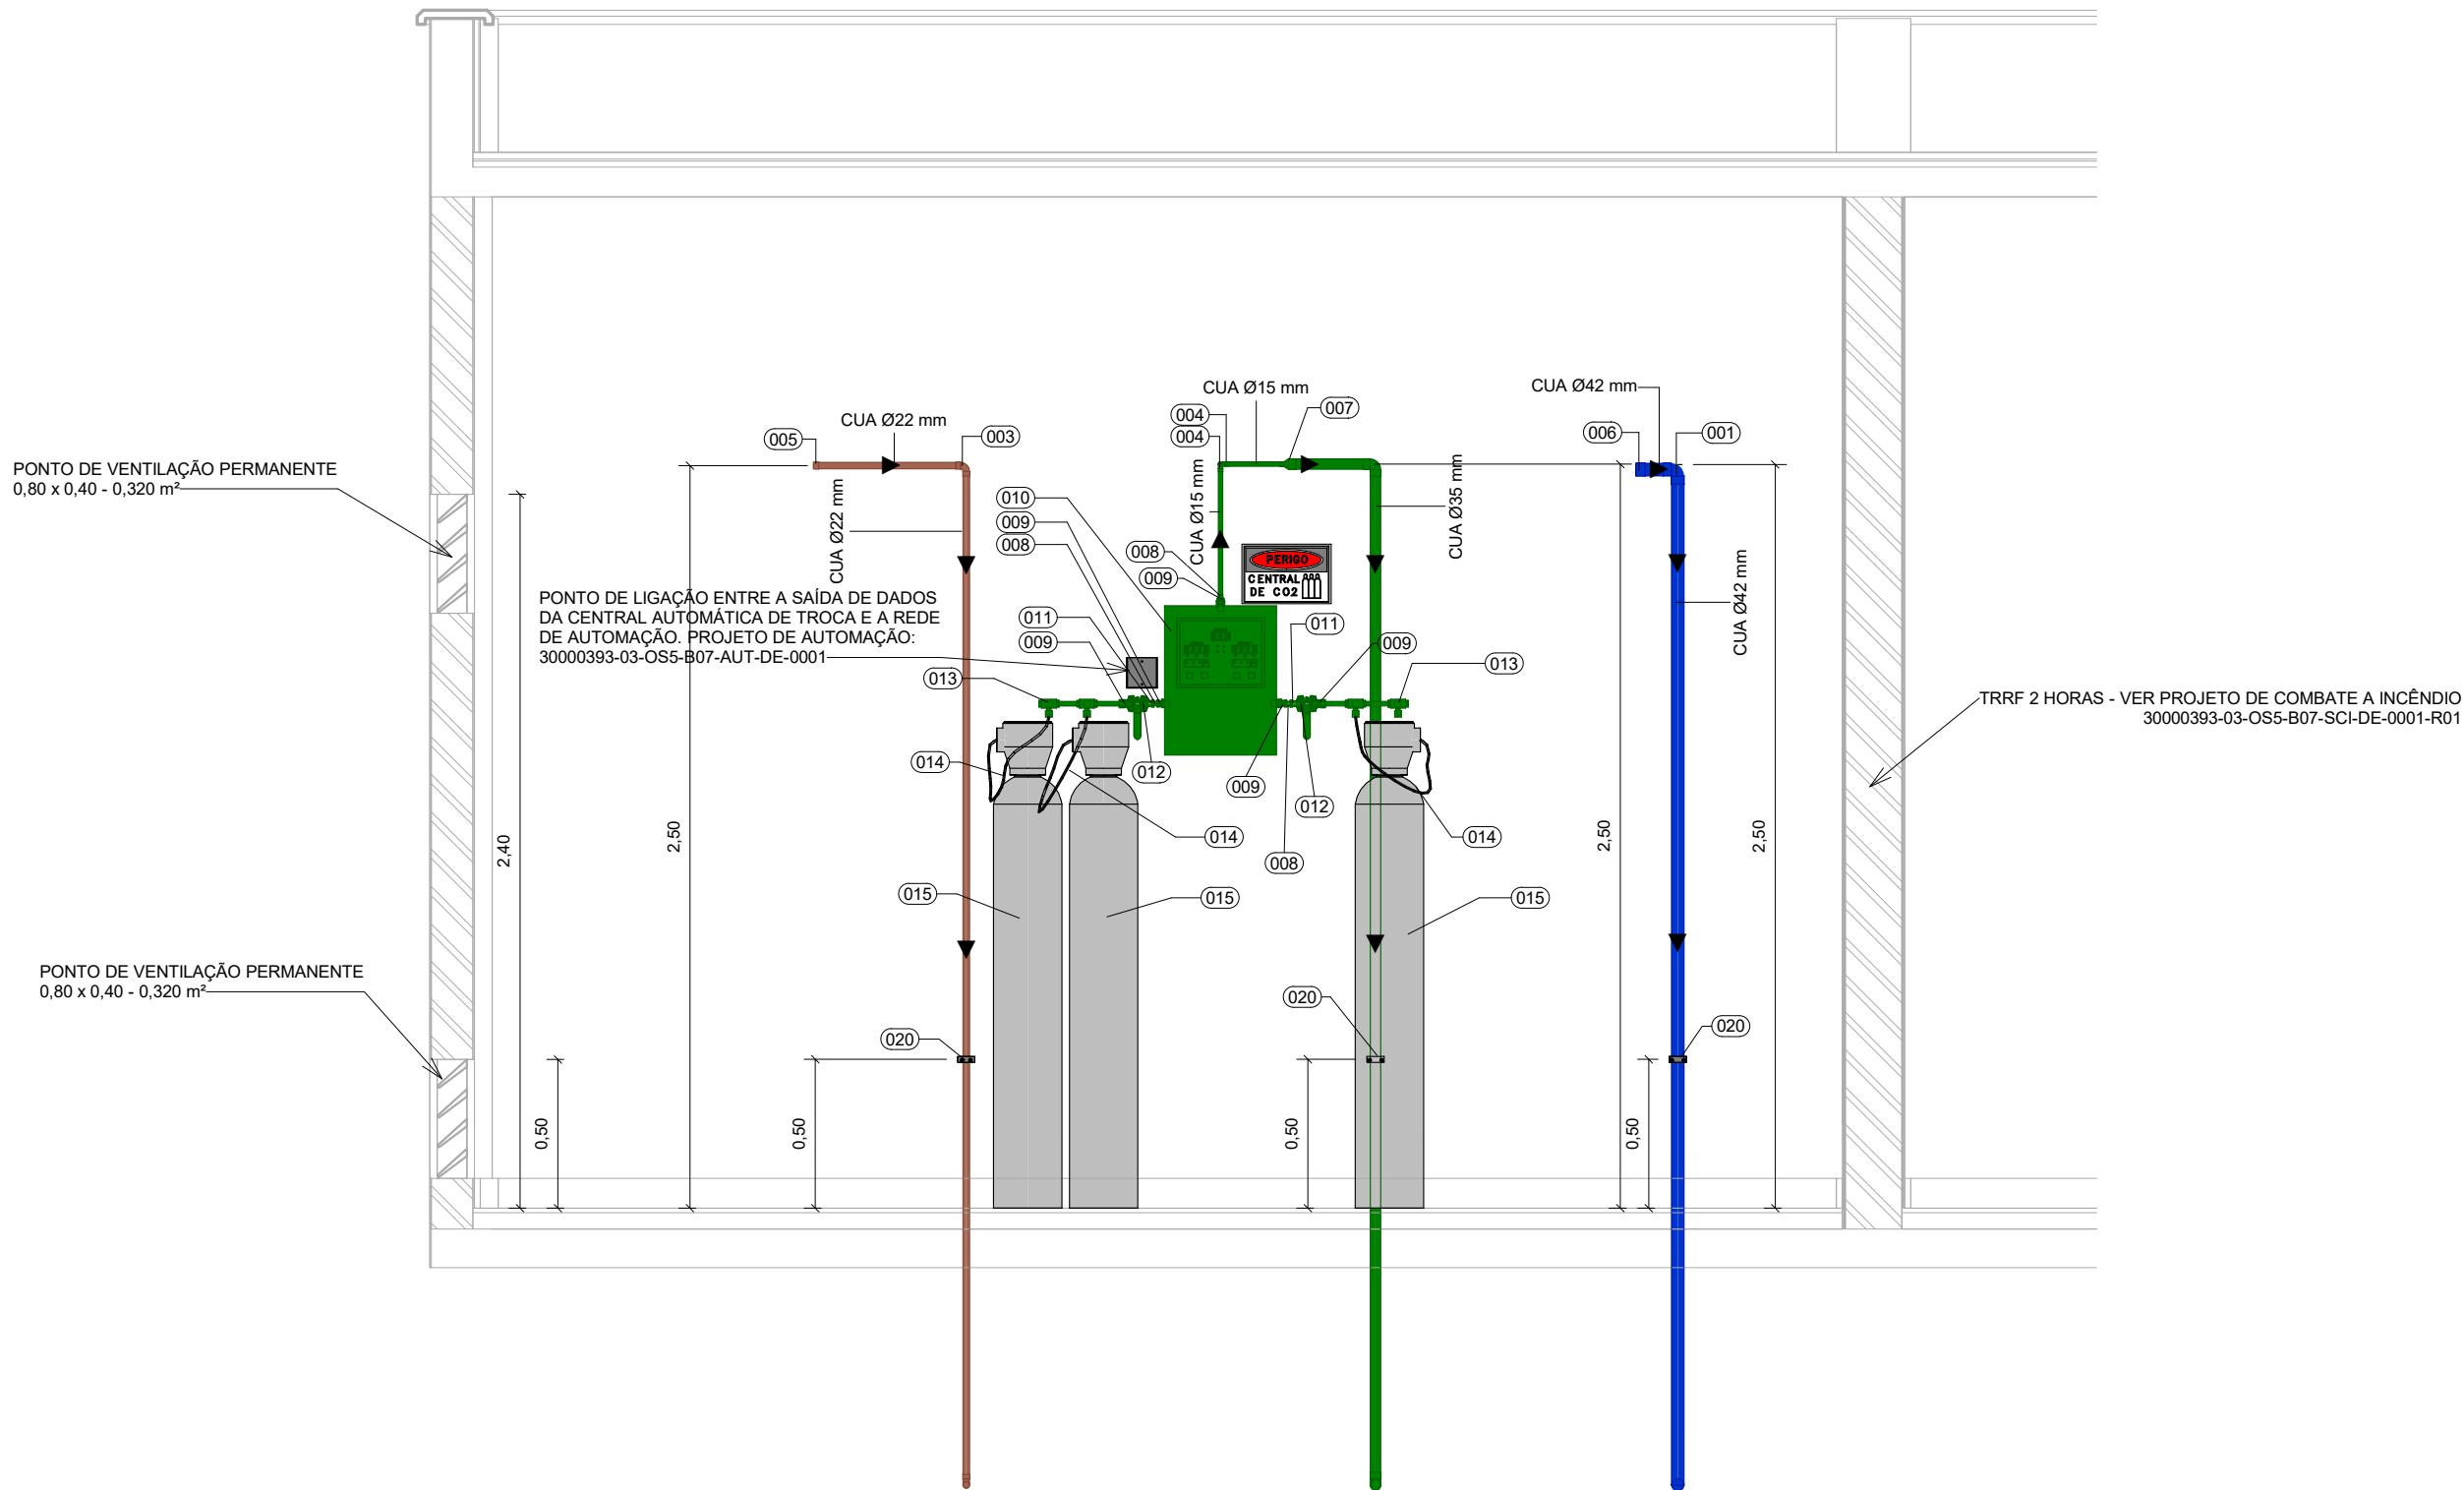 CUA Ø15 mm
CUA Ø42 mm
007
004
CUA Ø22 mm
004
005
003
006
001
PONTO DE VENTILAÇÃO PERMANENTE
0,80 x 0,40 - 0,320 m²
CUA Ø22 mm
CUA Ø15 mm
CUA Ø35 mm
010
009
008
008
009
PERIGO
CENTRAL
DE CO2
CUA Ø42 mm
PONTO DE LIGAÇÃO ENTRE A SAÍDA DE DADOS
DA CENTRAL AUTOMÁTICA DE TROCA E A REDE
DE AUTOMAÇÃO. PROJETO DE AUTOMAÇÃO:
30000393-03-OS5-B07-AUT-DE-0001
011
009
011
009
013
013
TRRF 2 HORAS - VER PROJETO DE COMBATE A INCÊNDIO
30000393-03-OS5-B07-SCI-DE-0001-R01
014
012
009
012
2,40
2,50
014
008
014
2,50
2,50
015
015
015
PONTO DE VENTILAÇÃO PERMANENTE
0,80 x 0,40 - 0,320 m²
020
020
020
0,50
0,50
0,50
0,50